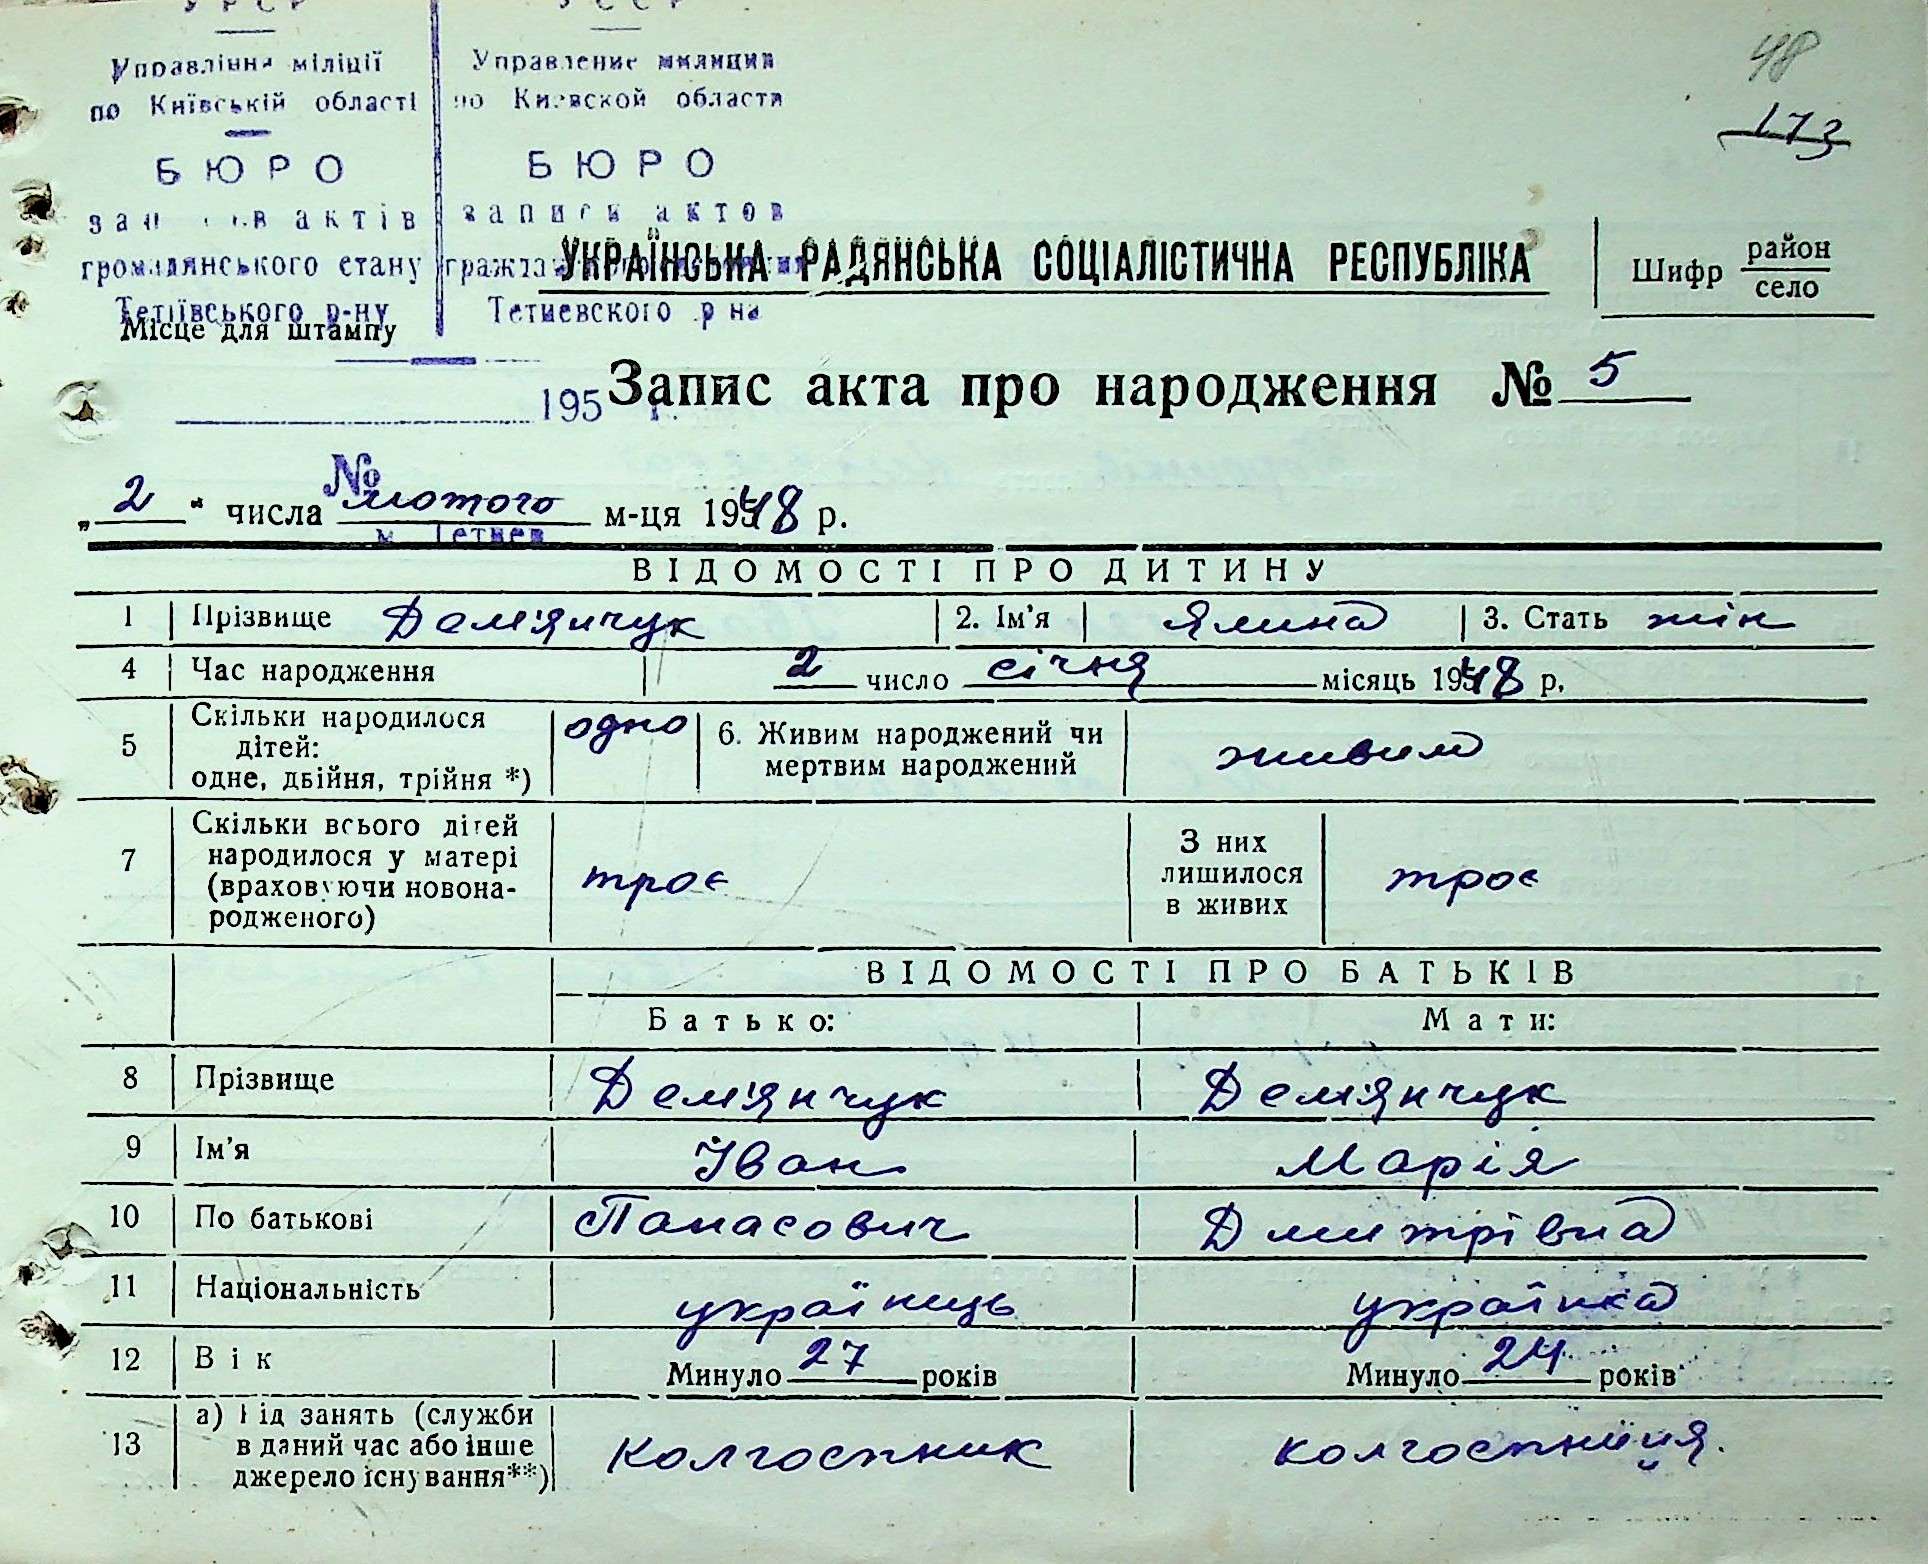 УРСР
Управління міліції
по Київській області
БЮРО
записів актів
громадянського стану
Тетіївського р-ну
УССР
Управление милиции
по Киевской области
БЮРО
записи актов
Тетиевского р на
48
173
УКРАЇНСЬКА РАДЯНСЬКА СОЦІАЛІСТИЧНА РЕСПУБЛІКА
Шифр район
село
Місце для штампу
195 г.
Запис акта про народження № 5
№
„ 2 “ числа лютого м-ця 1948 р.
м. Тетиев
ВІДОМОСТІ ПРО ДИТИНУ
1 Прізвище Дем'янчук 2. Ім'я Ялина 3. Стать жін
4 Час народження 2 число січня місяць 1948 р.
5 Скільки народилося дітей: одне, двійня, трійня *) одно 6. Живим народжений чи мертвим народжений живим
7 Скільки всього дітей народилося у матері (враховуючи новона-родженого) троє З них лишилося в живих троє
ВІДОМОСТІ ПРО БАТЬКІВ
Батько: Мати:
8 Прізвище Дем'янчук Дем'янчук
9 Ім'я Іван Марія
10 По батькові Панасович Дмитрівна
11 Національність українець українка
12 Вік Минуло 27 років Минуло 24 років
13 а) Від занять (служби в даний час або інше джерело існування**) колгоспник колгоспниця.